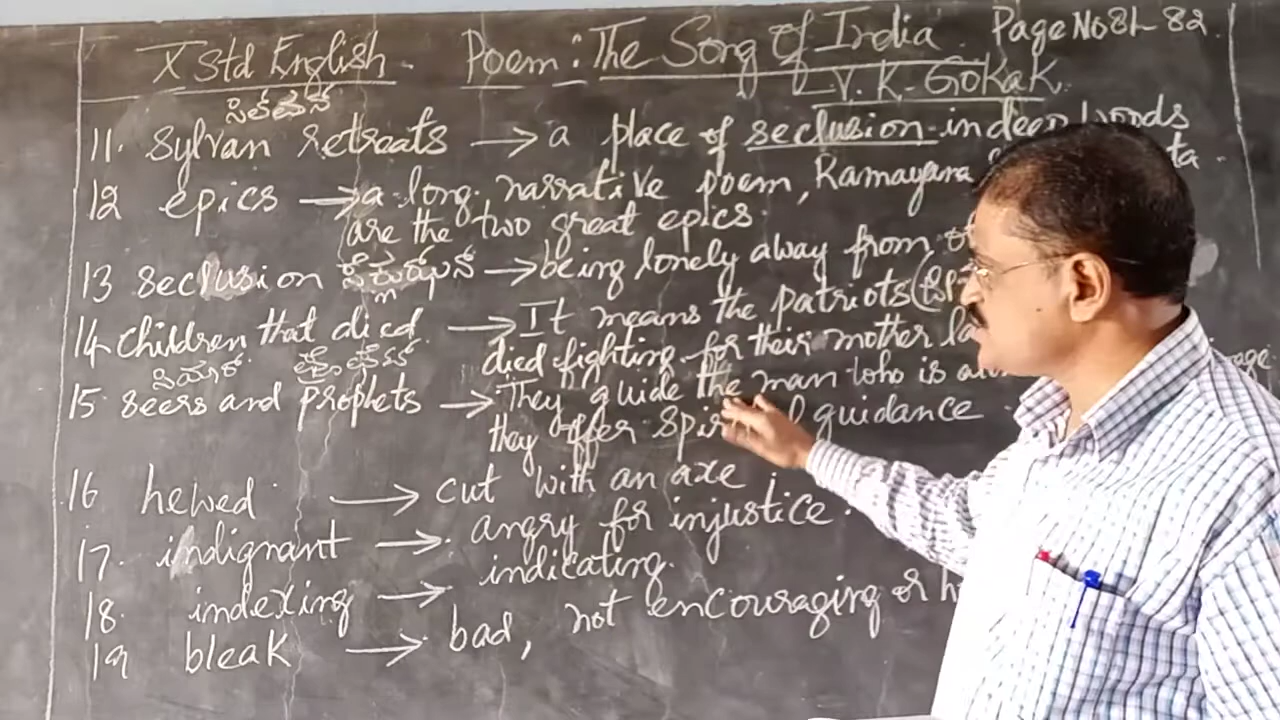 X Std English. Poem : The Song of India. Page No 81-82.
V. K. Gokak.
ಸಿಲ್ವನ್
11. Sylvan retreats → a place of seclusion in deep woods
12 epics → a long narrative poem, Ramayana
are the two great epics.
13 seclusion → being lonely away from
14 children that died. → It means the patriots (
died fighting for their mother
ಸಿಯರ್ ಪ್ರೊಫೆಟ್ಸ್
15 seers and prophets → They guide the man who is
they offer guidance.
16 hewed → cut with an axe
17. indignant → angry for injustice.
18. indexing → indicating.
19 bleak → bad, not encouraging or